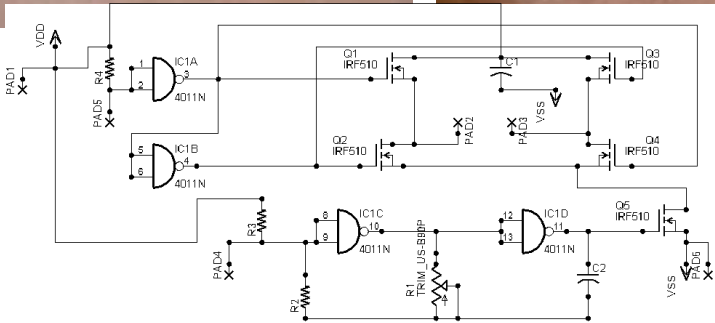 VDD
PAD1
R4
PAD5
1
2
3
IC1A
4011N
5
6
4
IC1B
4011N
Q1
IRF510
Q2
IRF510
C1
VSS
PAD2
PAD3
Q3
IRF510
Q4
IRF510
Q5
IRF510
R3
PAD4
R2
8
9
10
IC1C
4011N
R1
TRIM_US-B90P
12
13
11
IC1D
4011N
C2
VSS
PAD6